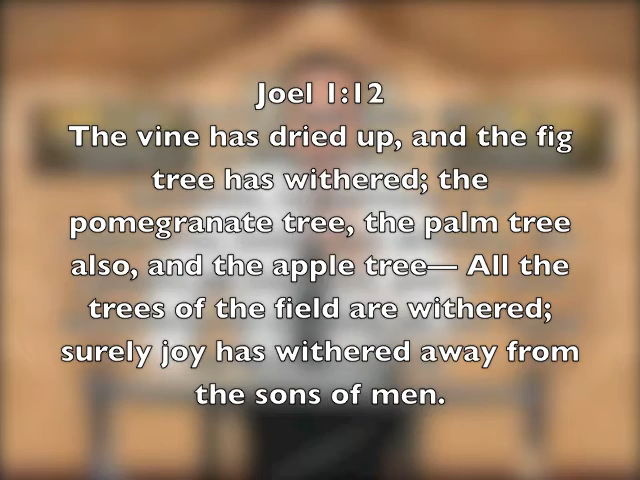 Joel 1:12
The vine has dried up, and the fig
tree has withered; the
pomegranate tree, the palm tree
also, and the apple tree— All the
trees of the field are withered;
surely joy has withered away from
the sons of men.